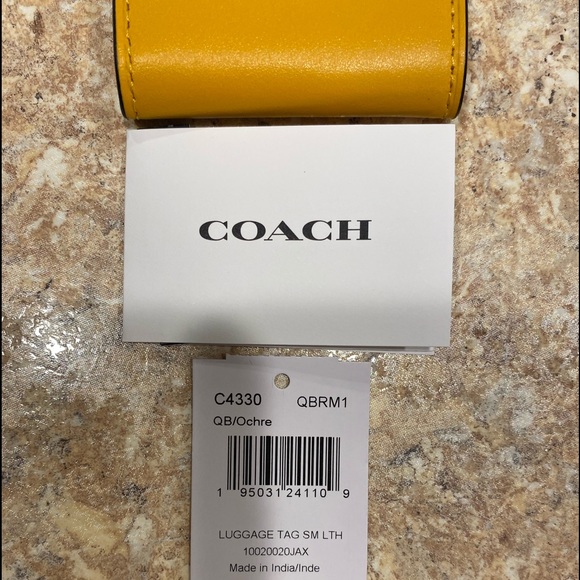 COACH
C4330 QBRM1
QB/Ochre
1 95031 24110 9
LUGGAGE TAG SM LTH
10020020JAX
Made in India/Inde